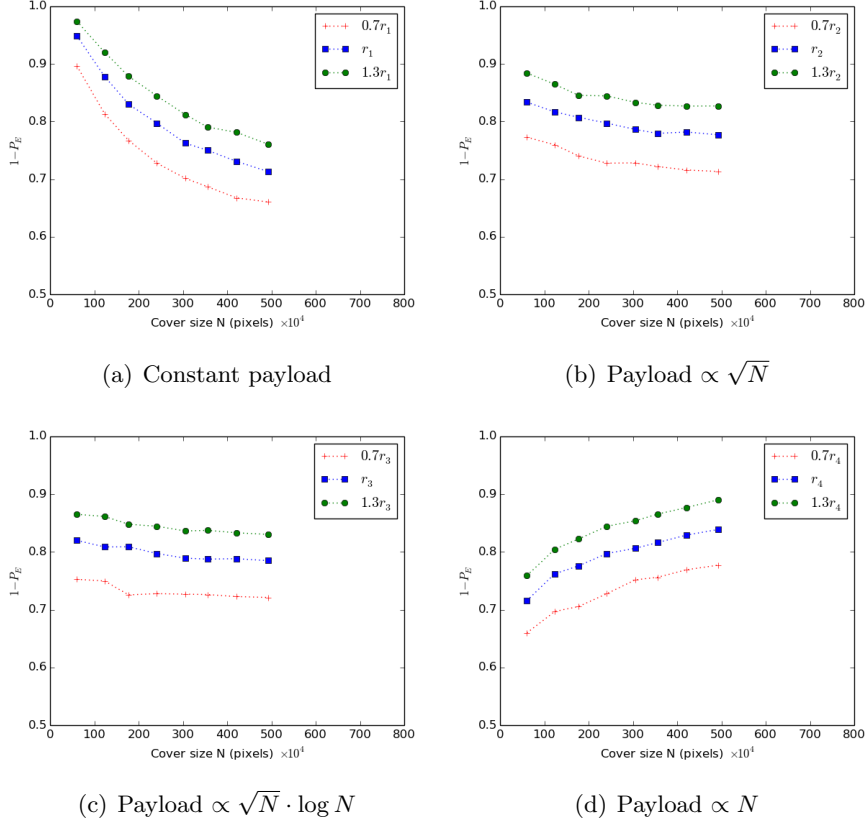 1.0
0.9
0.8
0.7
0.6
0.5
1−P_E
0 100 200 300 400 500 600 700 800
Cover size N (pixels) ×10^4
0.7r_1
r_1
1.3r_1
(a) Constant payload
1.0
0.9
0.8
0.7
0.6
0.5
1−P_E
0 100 200 300 400 500 600 700 800
Cover size N (pixels) ×10^4
0.7r_2
r_2
1.3r_2
(b) Payload ∝ √N
1.0
0.9
0.8
0.7
0.6
0.5
1−P_E
0 100 200 300 400 500 600 700 800
Cover size N (pixels) ×10^4
0.7r_3
r_3
1.3r_3
(c) Payload ∝ √N · log N
1.0
0.9
0.8
0.7
0.6
0.5
1−P_E
0 100 200 300 400 500 600 700 800
Cover size N (pixels) ×10^4
0.7r_4
r_4
1.3r_4
(d) Payload ∝ N